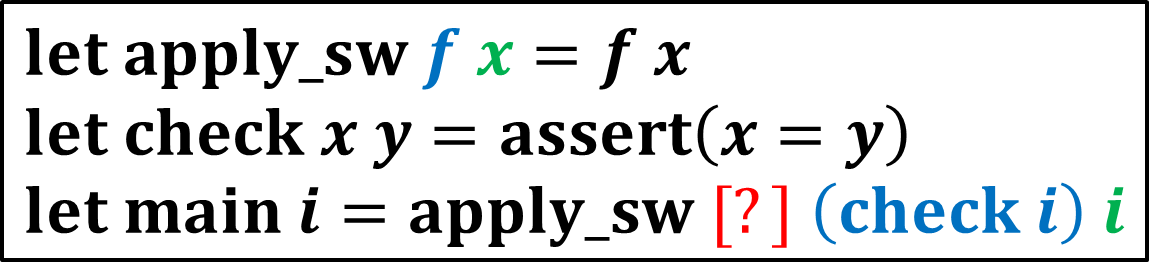 let apply_sw f x = f x
let check x y = assert(x = y)
let main i = apply_sw [?] (check i) i